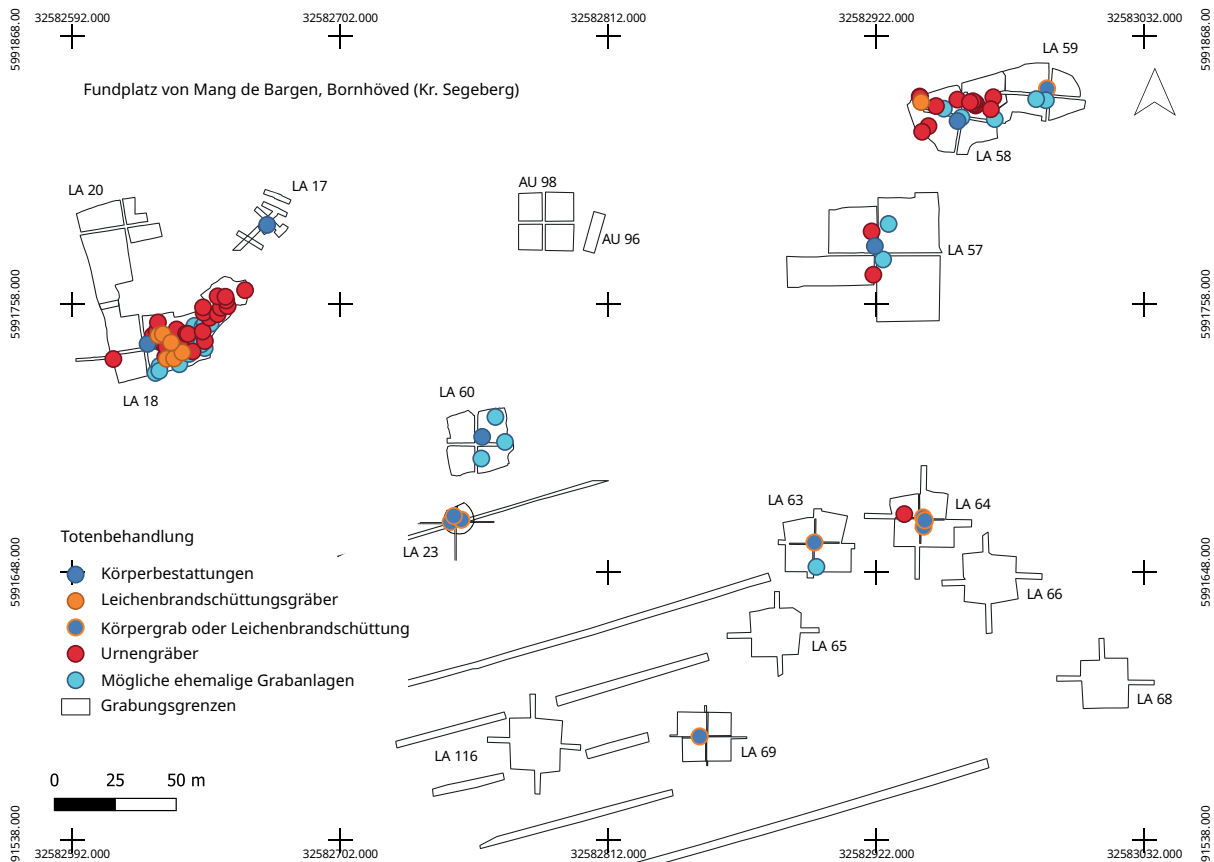 32582592.000
32582702.000
32582812.000
32582922.000
32583032.000
5991868.00
5991868.00
LA 59
Fundplatz von Mang de Bargen, Bornhöved (Kr. Segeberg)
LA 58
LA 20
LA 17
AU 98
AU 96
LA 57
5991758.000
5991758.000
LA 18
LA 60
LA 63
LA 64
LA 23
5991648.000
5991648.000
Totenbehandlung
Körperbestattungen
Leichenbrandschüttungsgräber
Körpergrab oder Leichenbrandschüttung
Urnengräber
Mögliche ehemalige Grabanlagen
Grabungsgrenzen
LA 66
LA 65
LA 68
LA 116
LA 69
0 25 50 m
91538.000
91538.000
32582592.000
32582702.000
32582812.000
32582922.000
32583032.000